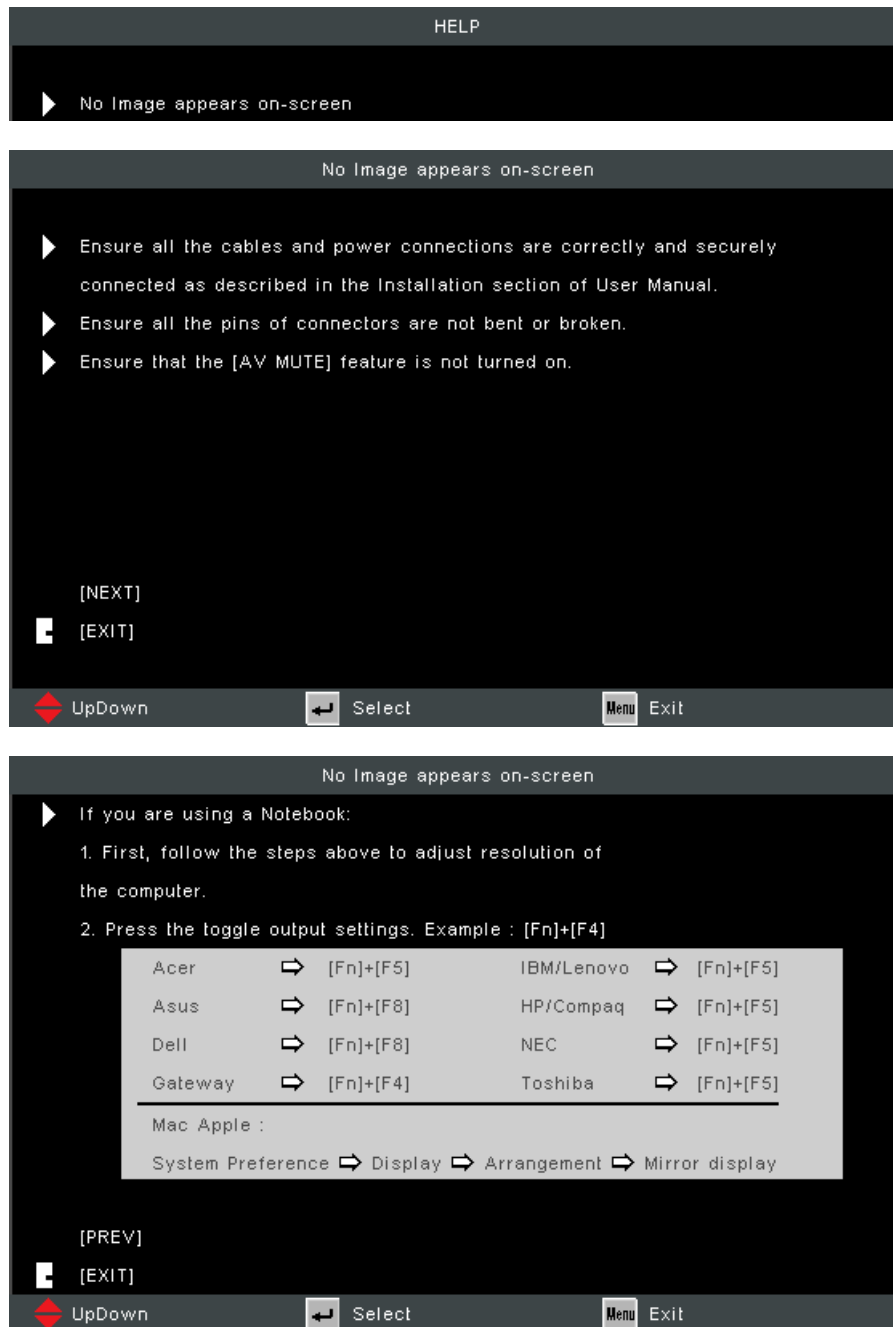 HELP
No Image appears on-screen
No Image appears on-screen
Ensure all the cables and power connections are correctly and securely
connected as described in the Installation section of User Manual.
Ensure all the pins of connectors are not bent or broken.
Ensure that the [AV MUTE] feature is not turned on.
[NEXT]
[EXIT]
UpDown Select Menu Exit
No Image appears on-screen
If you are using a Notebook:
1. First, follow the steps above to adjust resolution of
the computer.
2. Press the toggle output settings. Example : [Fn]+[F4]
Acer ⇨ [Fn]+[F5] IBM/Lenovo ⇨ [Fn]+[F5]
Asus ⇨ [Fn]+[F8] HP/Compaq ⇨ [Fn]+[F5]
Dell ⇨ [Fn]+[F8] NEC ⇨ [Fn]+[F5]
Gateway ⇨ [Fn]+[F4] Toshiba ⇨ [Fn]+[F5]
Mac Apple :
System Preference ⇨ Display ⇨ Arrangement ⇨ Mirror display
[PREV]
[EXIT]
UpDown Select Menu Exit